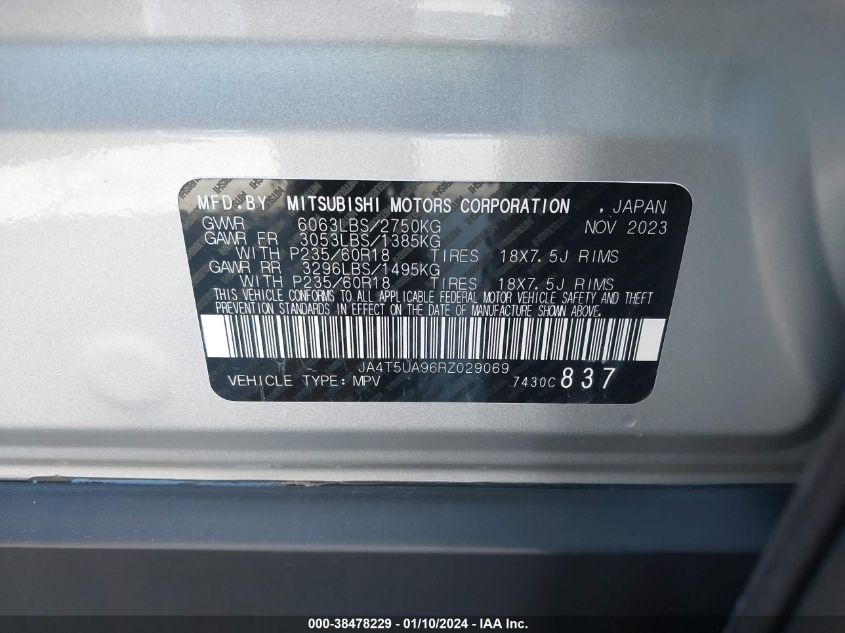 MFD.BY MITSUBISHI MOTORS CORPORATION , JAPAN
GVWR 6063LBS/2750KG NOV 2023
GAWR FR 3053LBS/1385KG
WITH P235/60R18 TIRES 18X7.5J RIMS
GAWR RR 3296LBS/1495KG
WITH P235/60R18 TIRES 18X7.5J RIMS
THIS VEHICLE CONFORMS TO ALL APPLICABLE FEDERAL MOTOR VEHICLE SAFETY AND THEFT
PREVENTION STANDARDS IN EFFECT ON THE DATE OF MANUFACTURE SHOWN ABOVE.
JA4T5UA96RZ029069
VEHICLE TYPE: MPV 7430C 837
000-38478229 - 01/10/2024 - IAA Inc.